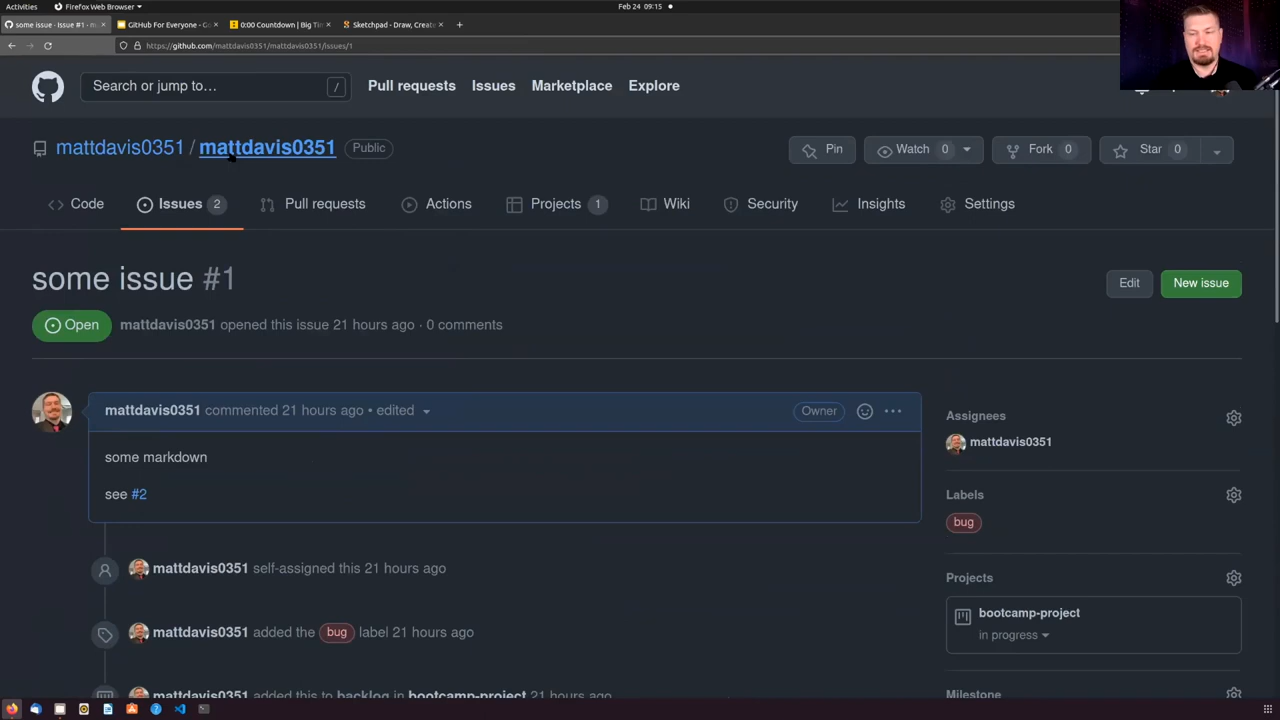 Activities
Firefox Web Browser
Feb 24 09:15
some issue · Issue #1 · m
GitHub For Everyone - Go
0:00 Countdown | Big Tim
Sketchpad - Draw, Create
https://github.com/mattdavis0351/mattdavis0351/issues/1
Search or jump to…
/
Pull requests
Issues
Marketplace
Explore
mattdavis0351 / mattdavis0351
Public
Pin
Watch 0
Fork 0
Star 0
Code
Issues 2
Pull requests
Actions
Projects 1
Wiki
Security
Insights
Settings
some issue #1
Edit
New issue
Open
mattdavis0351 opened this issue 21 hours ago · 0 comments
mattdavis0351 commented 21 hours ago • edited
Owner
some markdown
see #2
mattdavis0351 self-assigned this 21 hours ago
mattdavis0351 added the bug label 21 hours ago
mattdavis0351 added this to backlog in bootcamp-project 21 hours ago
Assignees
mattdavis0351
Labels
bug
Projects
bootcamp-project
in progress
Milestone